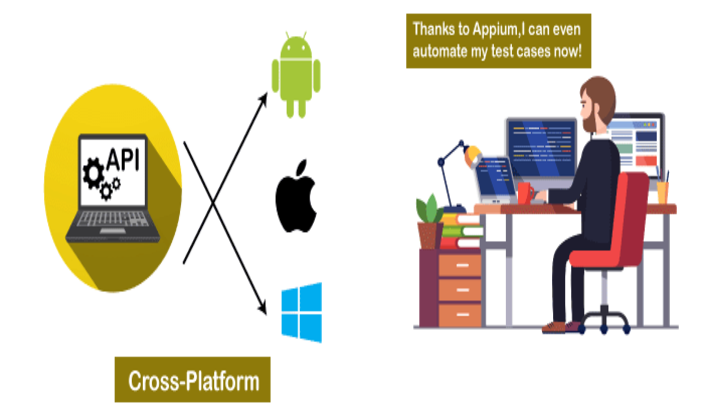 API
Cross-Platform
Thanks to Appium,I can even
automate my test cases now!